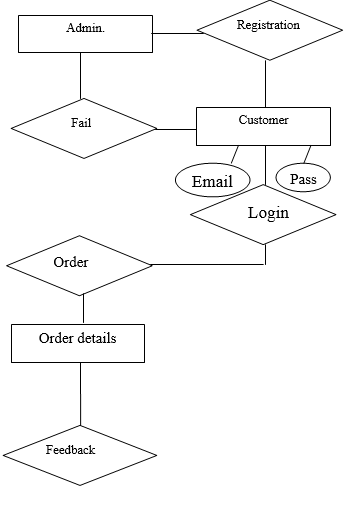 Admin.
Registration
Fail
Customer
Email
Pass
Login
Order
Order details
Feedback